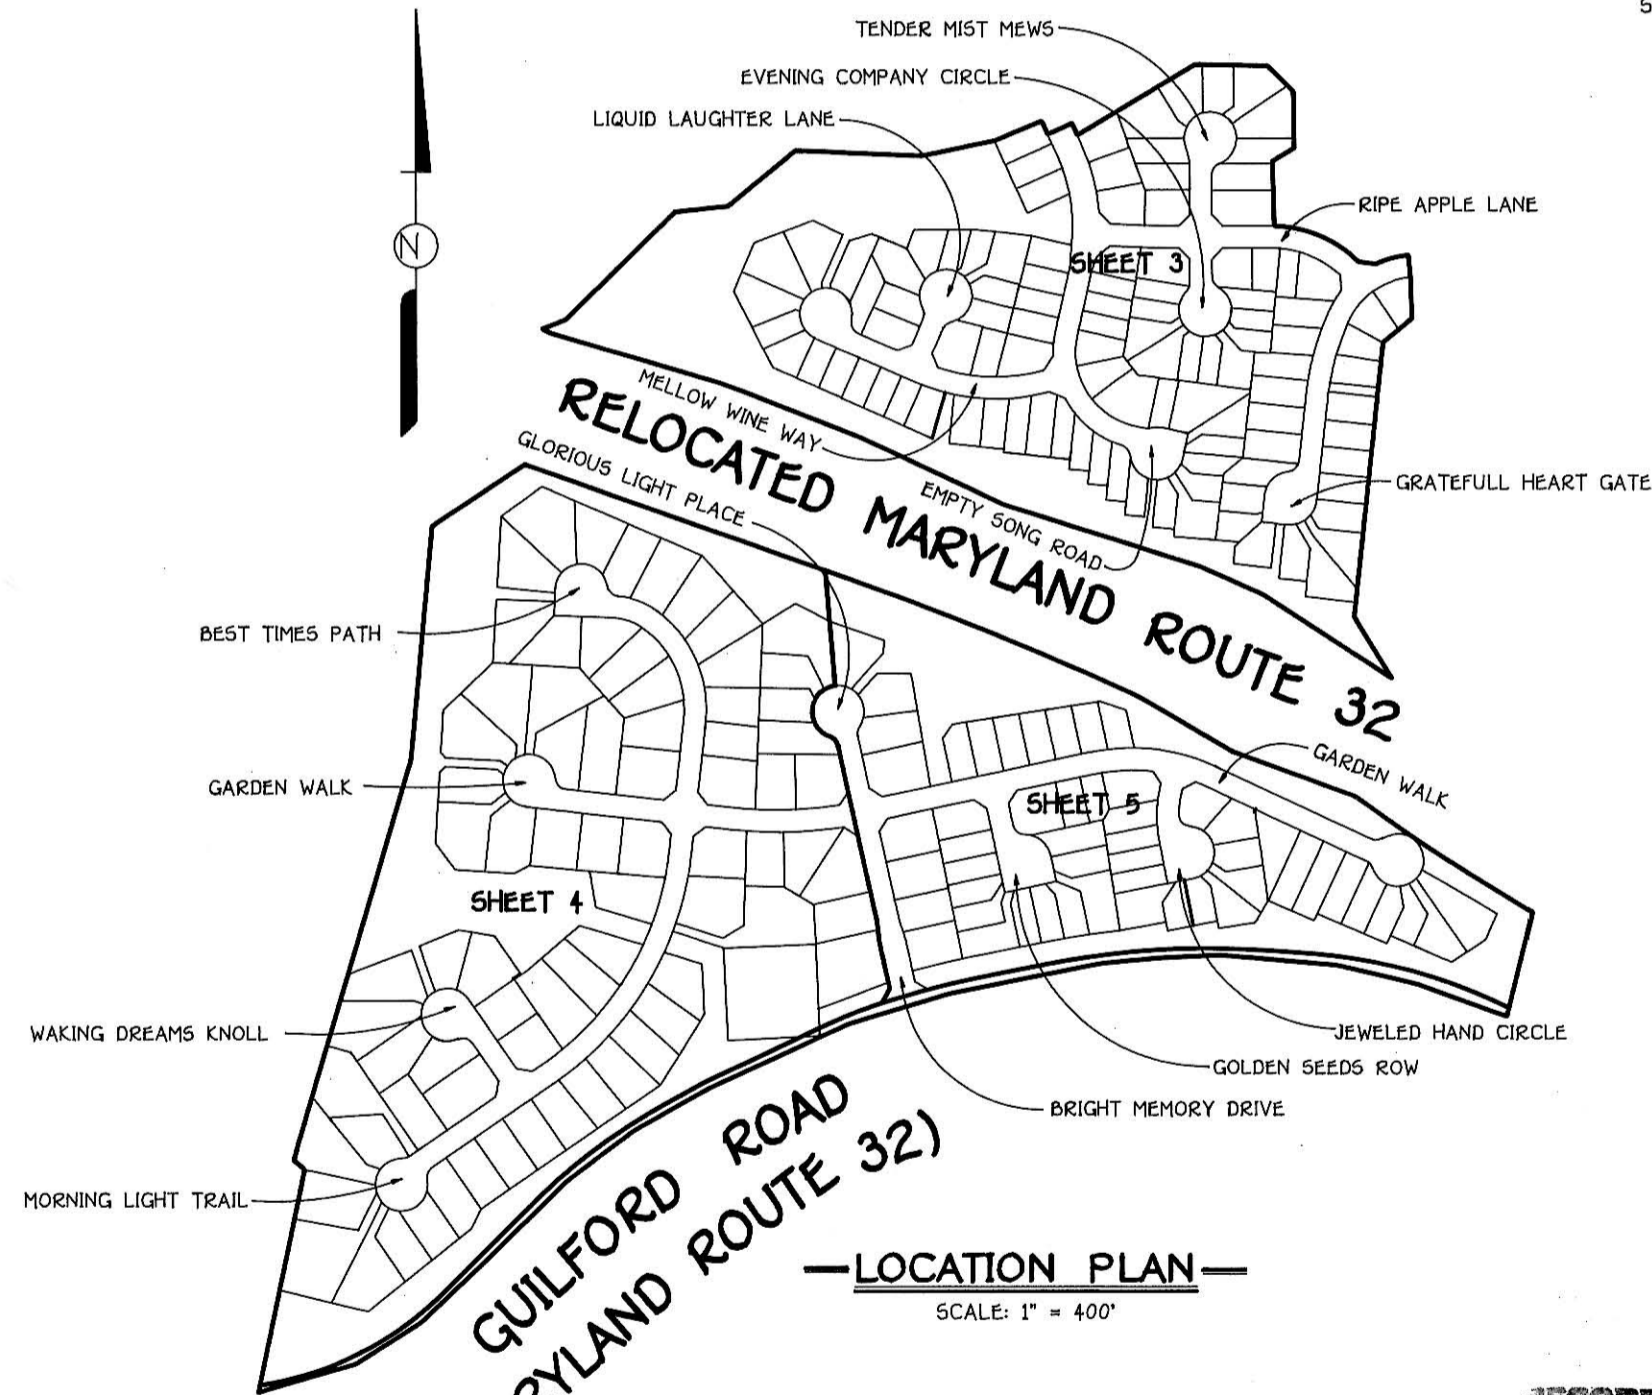 5
TENDER MIST MEWS
EVENING COMPANY CIRCLE
LIQUID LAUGHTER LANE
N
RIPE APPLE LANE
SHEET 3
MELLOW WINE WAY
RELOCATED MARYLAND ROUTE 32
GLORIOUS LIGHT PLACE
EMPTY SONG ROAD
GRATEFULL HEART GATE
BEST TIMES PATH
GARDEN WALK
GARDEN WALK
SHEET 5
SHEET 4
WAKING DREAMS KNOLL
JEWELED HAND CIRCLE
GOLDEN SEEDS ROW
BRIGHT MEMORY DRIVE
MORNING LIGHT TRAIL
GUILFORD ROAD
RYLAND ROUTE 32)
LOCATION PLAN
SCALE: 1" = 400'